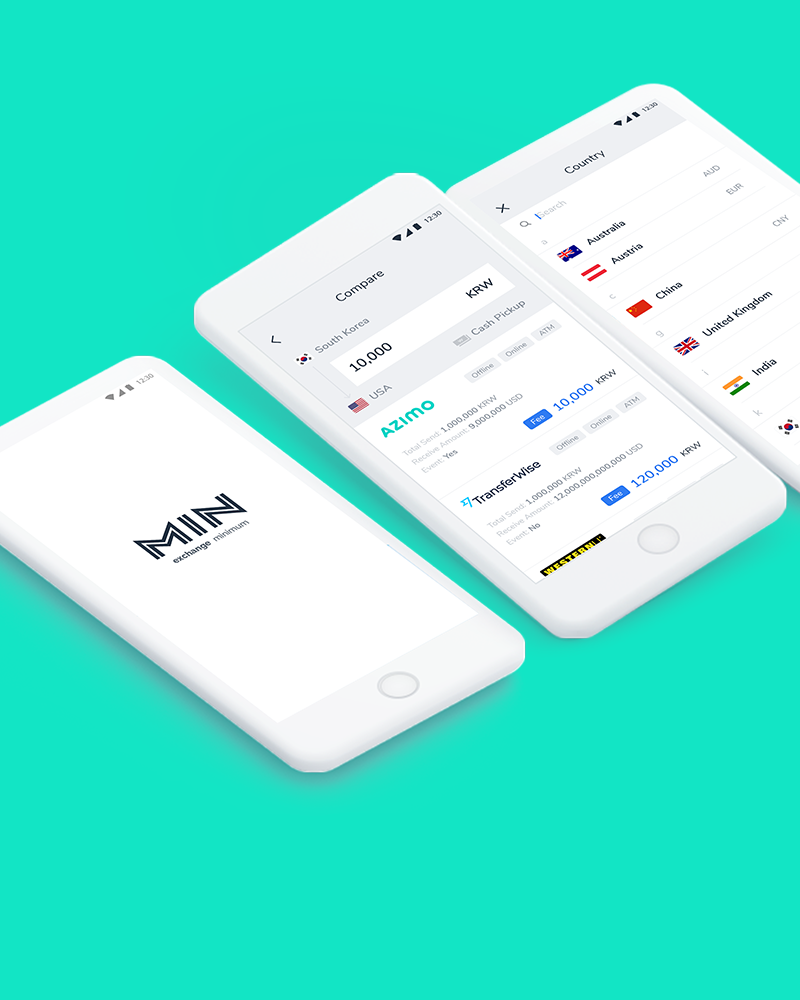 12:30
MIN
exchange minimum
12:30
Compare
South Korea
10,000 KRW
USA
Cash Pickup
AZIMO
Offline Online ATM
Total Send: 1,000,000 KRW
Receive Amount: 9,000,000 USD
Event: Yes
Fee 10,000 KRW
TransferWise
Offline Online ATM
Total Send: 1,000,000 KRW
Receive Amount: 12,000,000,000,000 USD
Event: No
Fee 120,000 KRW
WESTERN
12:30
Country
Search
a
Australia AUD
Austria EUR
c
China CNY
g
United Kingdom
i
India
k